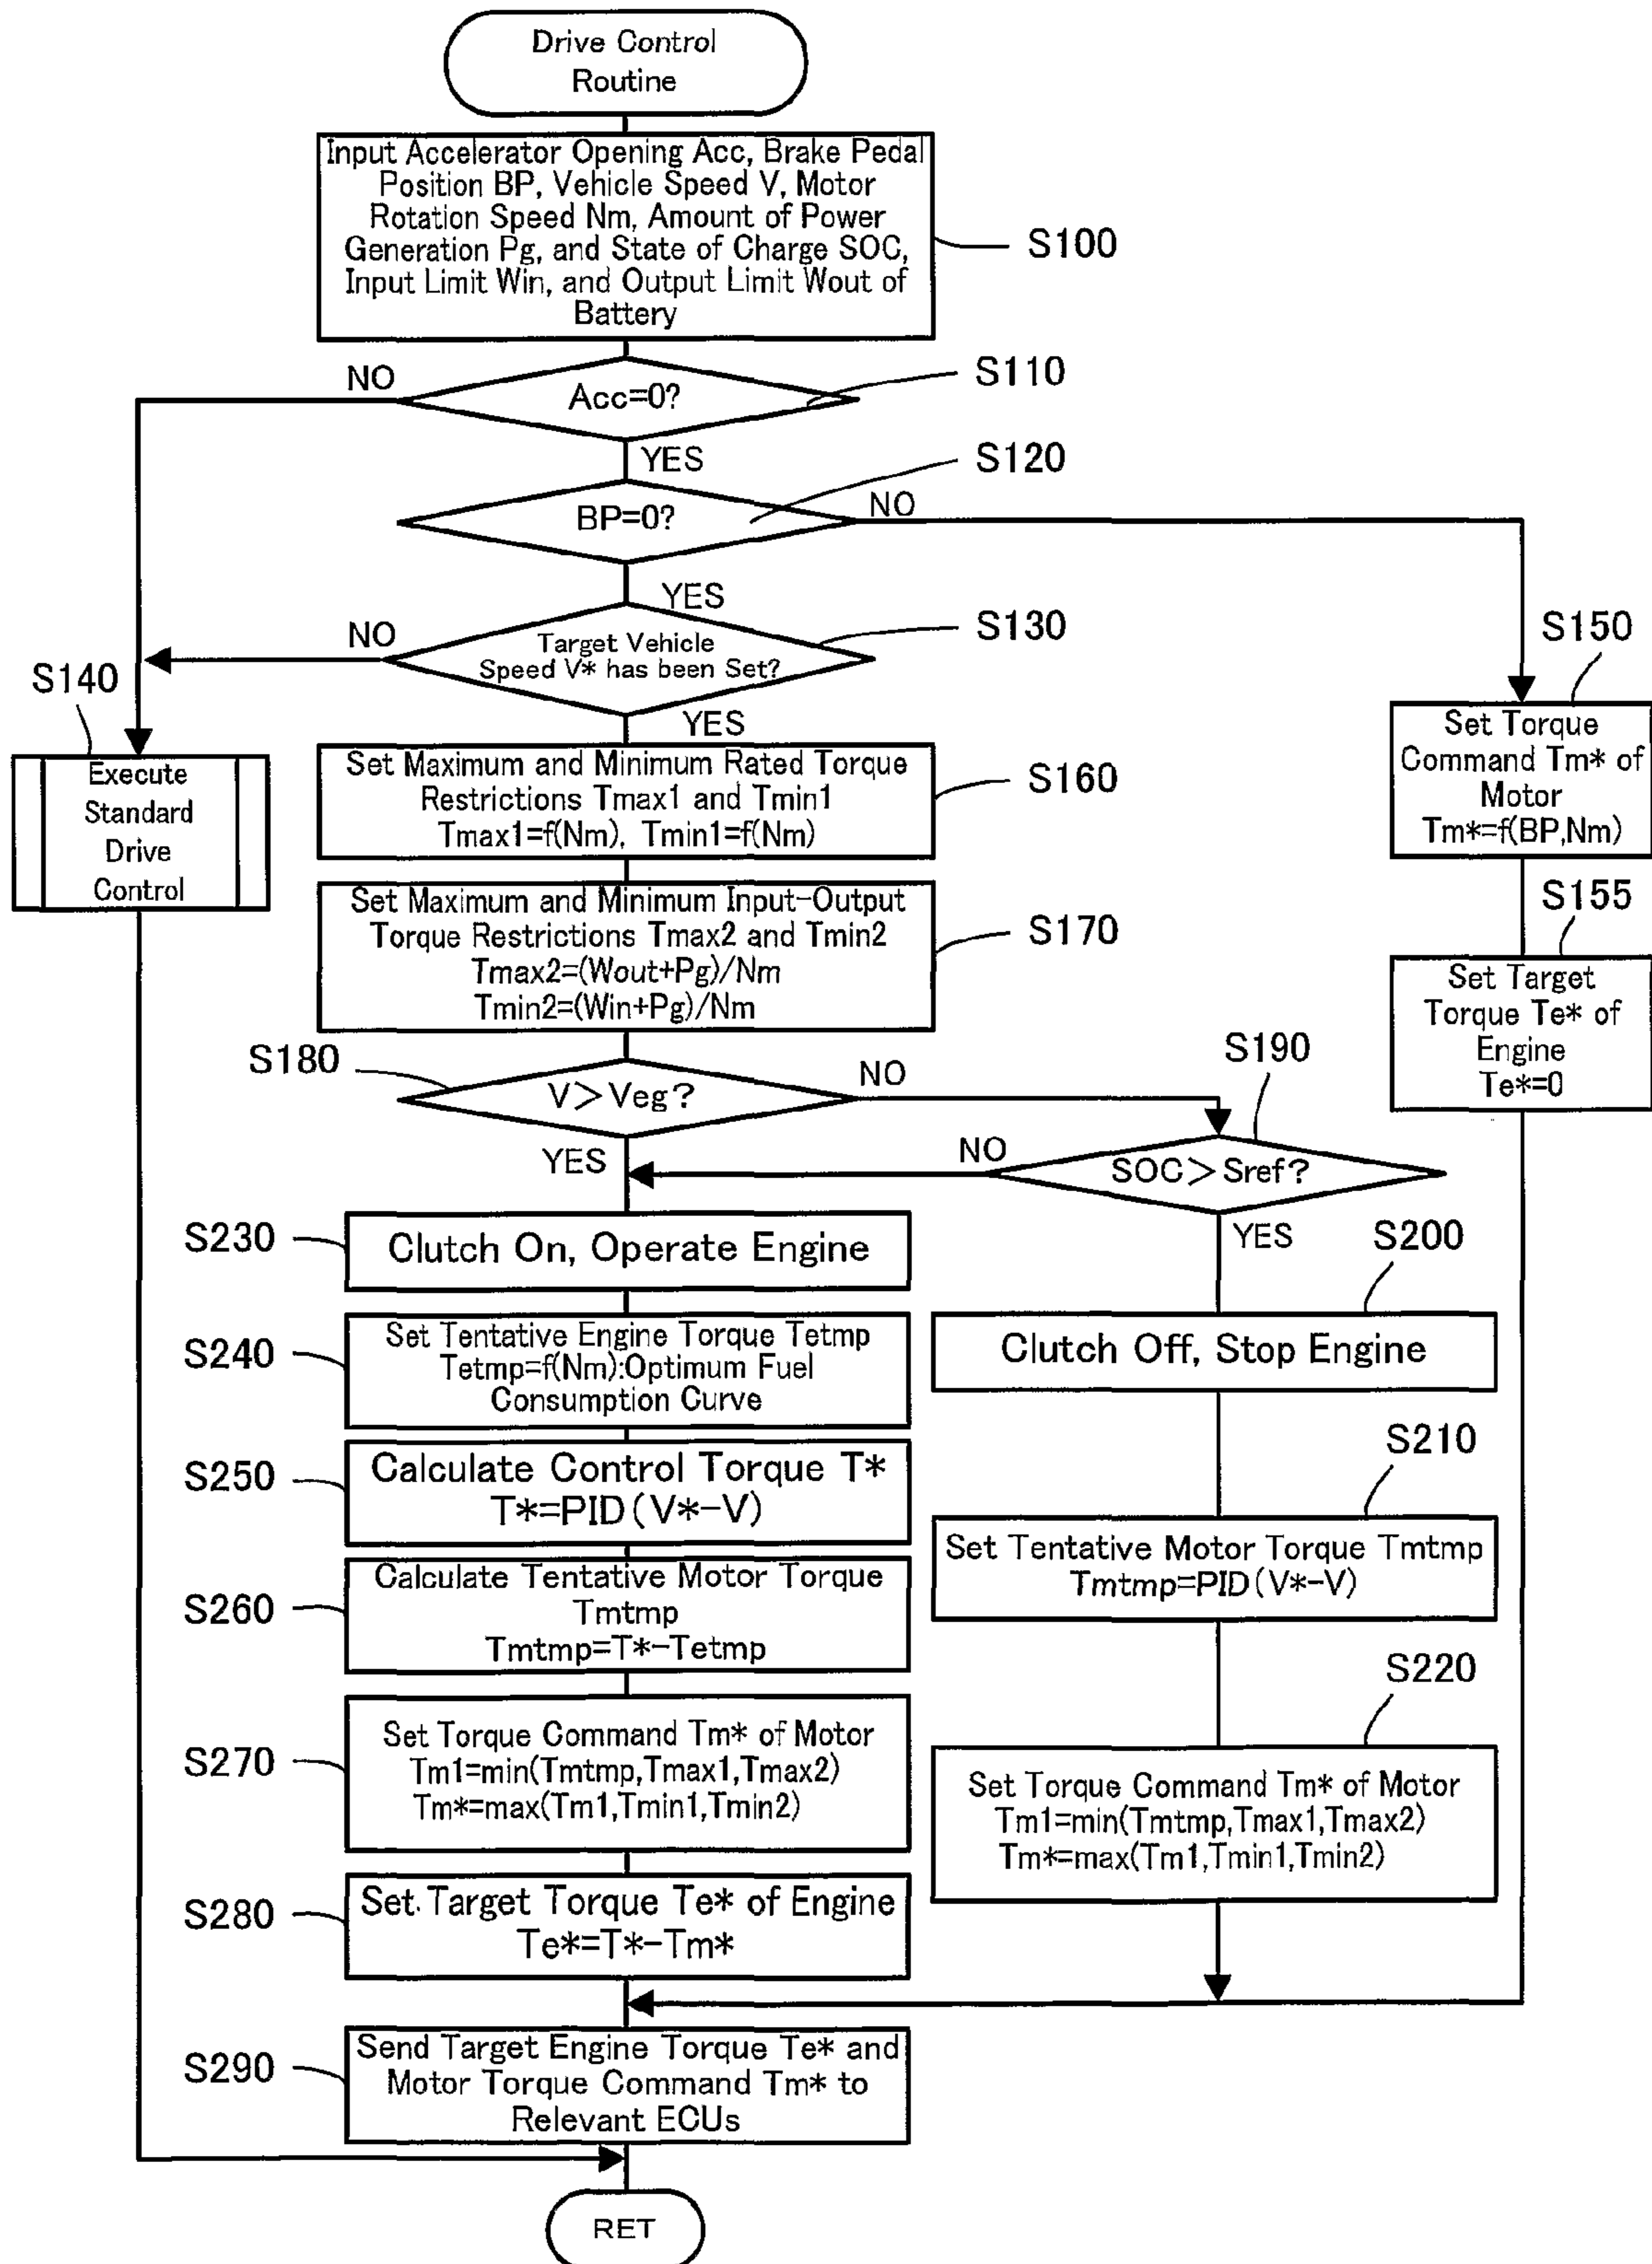 Drive Control
Routine
Input Accelerator Opening Acc, Brake Pedal
Position BP, Vehicle Speed V, Motor
Rotation Speed Nm, Amount of Power
Generation Pg, and State of Charge SOC,
Input Limit Win, and Output Limit Wout of
Battery
S100
NO
Acc=0?
S110
YES
S120
BP=0?
NO
YES
S130
NO
Target Vehicle
Speed V* has been Set?
YES
S140
Execute
Standard
Drive
Control
S150
Set Torque
Command Tm* of
Motor
Tm*=f(BP,Nm)
S155
Set Target
Torque Te* of
Engine
Te*=0
Set Maximum and Minimum Rated Torque
Restrictions Tmax1 and Tmin1
Tmax1=f(Nm), Tmin1=f(Nm)
S160
Set Maximum and Minimum Input-Output
Torque Restrictions Tmax2 and Tmin2
Tmax2=(Wout+Pg)/Nm
Tmin2=(Win+Pg)/Nm
S170
S180
V>Veg?
NO
YES
S190
NO
SOC>Sref?
YES
S200
Clutch Off, Stop Engine
S210
Set Tentative Motor Torque Tmtmp
Tmtmp=PID(V*-V)
S220
Set Torque Command Tm* of Motor
Tm1=min(Tmtmp,Tmax1,Tmax2)
Tm*=max(Tm1,Tmin1,Tmin2)
S230
Clutch On, Operate Engine
S240
Set Tentative Engine Torque Tetmp
Tetmp=f(Nm):Optimum Fuel
Consumption Curve
S250
Calculate Control Torque T*
T*=PID(V*-V)
S260
Calculate Tentative Motor Torque
Tmtmp
Tmtmp=T*-Tetmp
S270
Set Torque Command Tm* of Motor
Tm1=min(Tmtmp,Tmax1,Tmax2)
Tm*=max(Tm1,Tmin1,Tmin2)
S280
Set Target Torque Te* of Engine
Te*=T*-Tm*
S290
Send Target Engine Torque Te* and
Motor Torque Command Tm* to
Relevant ECUs
RET